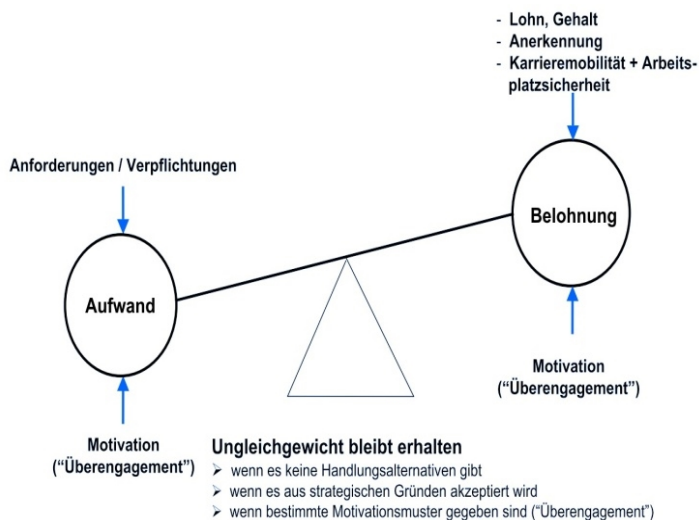 - Lohn, Gehalt
- Anerkennung
- Karrieremobilität + Arbeits-
platzsicherheit
Anforderungen / Verpflichtungen
Belohnung
Aufwand
Motivation
(“Überengagement”)
Motivation
(“Überengagement”)
Ungleichgewicht bleibt erhalten
➢ wenn es keine Handlungsalternativen gibt
➢ wenn es aus strategischen Gründen akzeptiert wird
➢ wenn bestimmte Motivationsmuster gegeben sind (“Überengagement”)